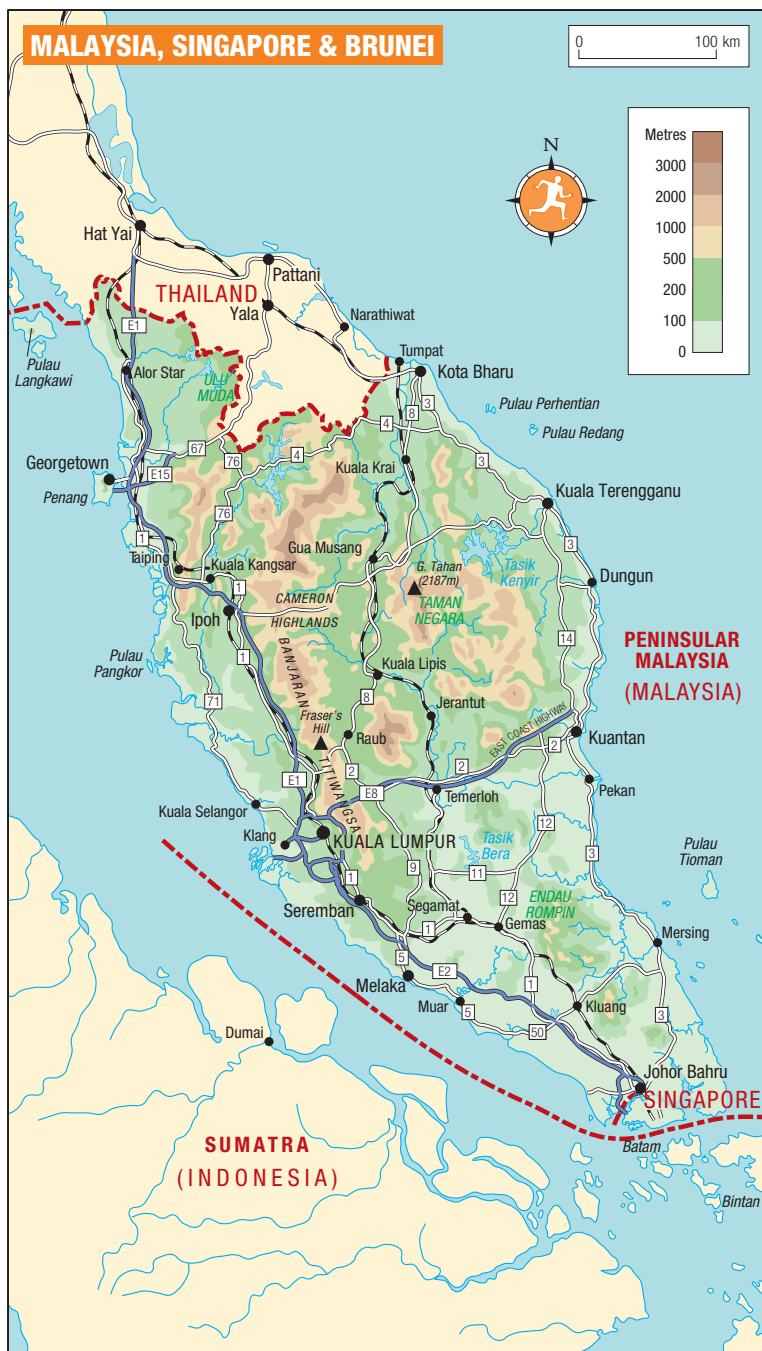 MALAYSIA, SINGAPORE & BRUNEI
0 100 km
N
Metres
3000
2000
1000
500
200
100
0
Hat Yai
Pattani
THAILAND
Yala
Narathiwat
E1
Tumpat
Pulau
Langkawi
Alor Star
Kota Bharu
ULU
MUDA
8
3
Pulau Perhentian
4
Pulau Redang
67
76
4
Kuala Krai
3
Georgetown
E15
Penang
Kuala Terengganu
76
1
Gua Musang
3
Taiping
Kuala Kangsar
G. Tahan
(2187m)
Tasik
Kenyir
Dungun
1
CAMERON
HIGHLANDS
TAMAN
NEGARA
Ipoh
14
PENINSULAR
MALAYSIA
(MALAYSIA)
Pulau
Pangkor
1
BANJARAN
TITIWANGSA
Kuala Lipis
71
8
Jerantut
Fraser's
Hill
Raub
EAST COAST HIGHWAY
Kuantan
2
2
2
E1
E8
Temerloh
Pekan
Kuala Selangor
12
Klang
KUALA LUMPUR
Tasik
Bera
3
Pulau
Tioman
1
9
11
12
ENDAU
ROMPIN
Seremban
Segamat
Gemas
1
Mersing
5
E2
Melaka
1
Muar
5
Kluang
50
3
Dumai
Johor Bahru
SINGAPORE
SUMATRA
(INDONESIA)
Batam
Bintan